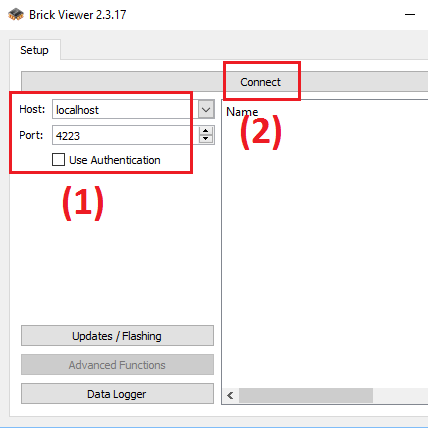 Brick Viewer 2.3.17
Setup
Connect
Host: localhost
Port: 4223
Use Authentication
(1)
Name
(2)
Updates / Flashing
Advanced Functions
Data Logger